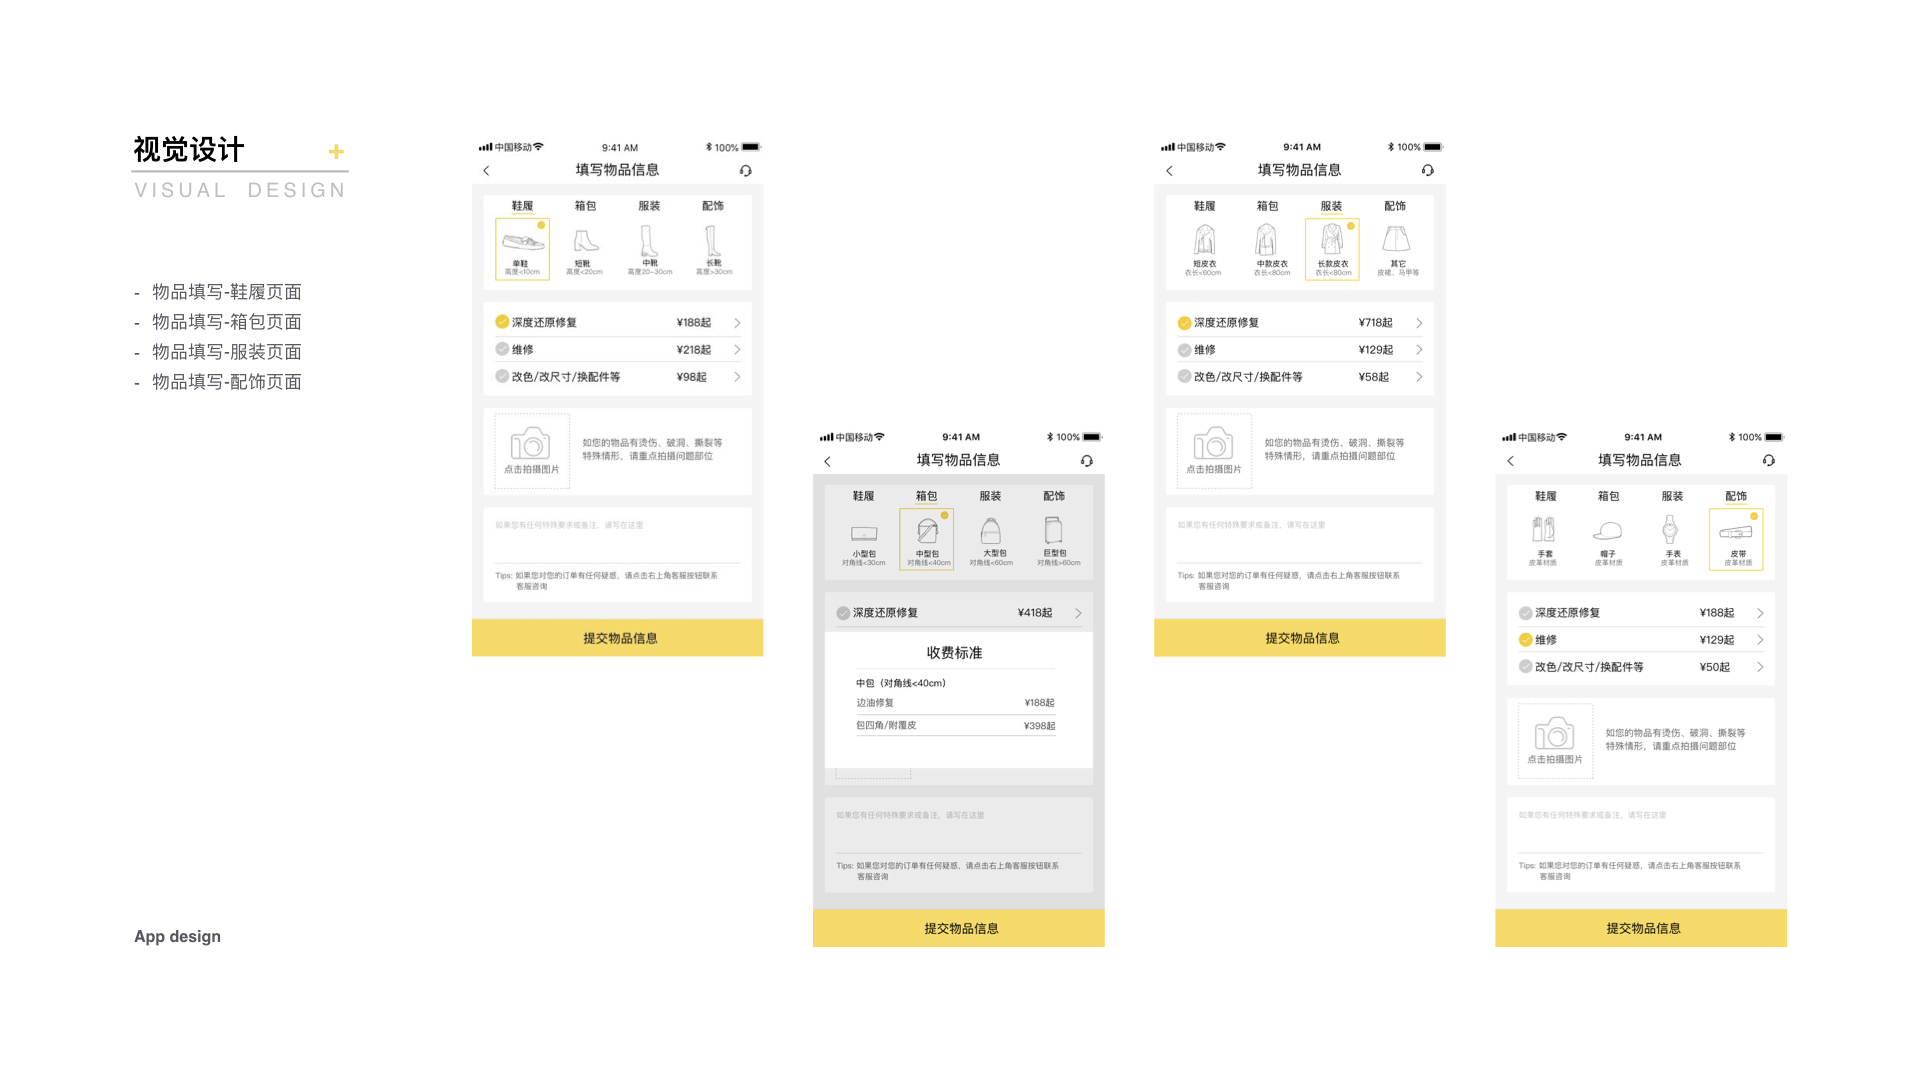 视觉设计
VISUAL DESIGN
- 物品填写-鞋履页面
- 物品填写-箱包页面
- 物品填写-服装页面
- 物品填写-配饰页面
App design
中国移动 9:41 AM 100%
填写物品信息
鞋履 箱包 服装 配饰
单鞋 短靴 中靴 长靴
高度<10cm 高度<20cm 高度20~30cm 高度>30cm
深度还原修复 ¥188起
维修 ¥218起
改色/改尺寸/换配件等 ¥98起
点击拍摄图片
如您的物品有烫伤、破洞、撕裂等
特殊情形，请重点拍摄问题部位
如果您有任何特殊要求或备注，请写在这里
Tips: 如果您对您的订单有任何疑惑，请点击右上角客服按钮联系
客服咨询
提交物品信息
中国移动 9:41 AM 100%
填写物品信息
鞋履 箱包 服装 配饰
小型包 中型包 大型包 巨型包
对角线<30cm 对角线<40cm 对角线<60cm 对角线>60cm
深度还原修复 ¥418起
收费标准
中包（对角线<40cm）
边油修复 ¥188起
包四角/附覆皮 ¥398起
如果您有任何特殊要求或备注，请写在这里
Tips: 如果您对您的订单有任何疑惑，请点击右上角客服按钮联系
客服咨询
提交物品信息
中国移动 9:41 AM 100%
填写物品信息
鞋履 箱包 服装 配饰
短皮衣 中款皮衣 长款皮衣 其它
衣长<60cm 衣长<80cm 衣长<80cm 皮裙、马甲等
深度还原修复 ¥718起
维修 ¥129起
改色/改尺寸/换配件等 ¥58起
点击拍摄图片
如您的物品有烫伤、破洞、撕裂等
特殊情形，请重点拍摄问题部位
如果您有任何特殊要求或备注，请写在这里
Tips: 如果您对您的订单有任何疑惑，请点击右上角客服按钮联系
客服咨询
提交物品信息
中国移动 9:41 AM 100%
填写物品信息
鞋履 箱包 服装 配饰
手套 帽子 手表 皮带
皮革材质 皮革材质 皮革材质 皮革材质
深度还原修复 ¥188起
维修 ¥129起
改色/改尺寸/换配件等 ¥50起
点击拍摄图片
如您的物品有烫伤、破洞、撕裂等
特殊情形，请重点拍摄问题部位
如果您有任何特殊要求或备注，请写在这里
Tips: 如果您对您的订单有任何疑惑，请点击右上角客服按钮联系
客服咨询
提交物品信息